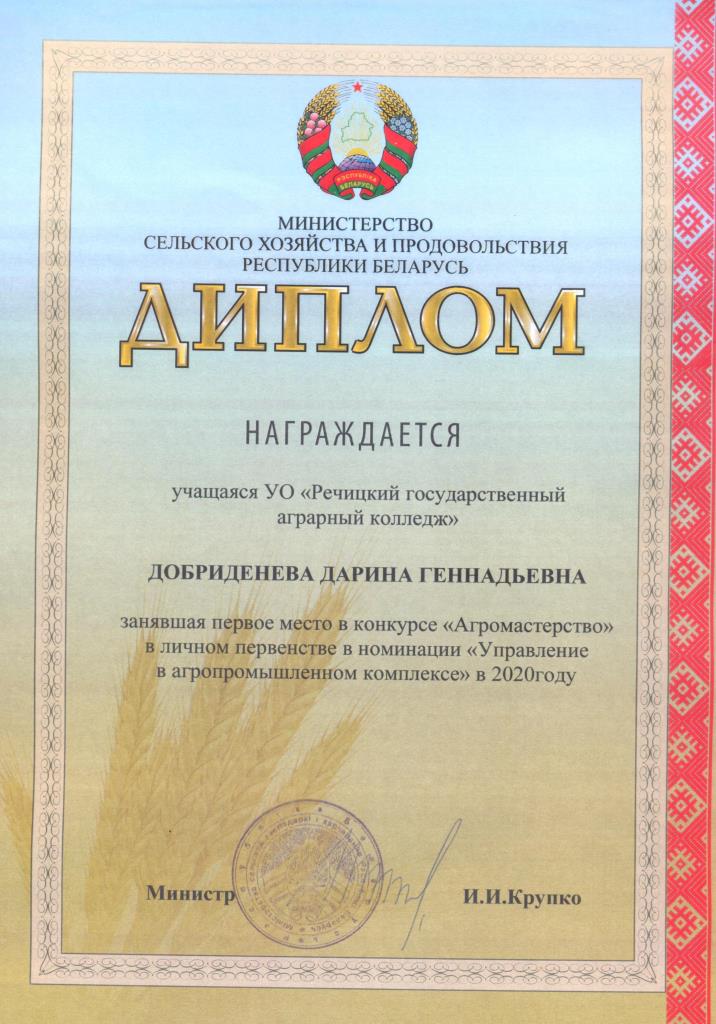 РЭСПУБЛІКА
БЕЛАРУСЬ
МИНИСТЕРСТВО
СЕЛЬСКОГО ХОЗЯЙСТВА И ПРОДОВОЛЬСТВИЯ
РЕСПУБЛИКИ БЕЛАРУСЬ
ДИПЛОМ
НАГРАЖДАЕТСЯ
учащаяся УО «Речицкий государственный
аграрный колледж»
ДОБРИДЕНЕВА ДАРИНА ГЕННАДЬЕВНА
занявшая первое место в конкурсе «Агромастерство»
в личном первенстве в номинации «Управление
в агропромышленном комплексе» в 2020году
Министр
И.И.Крупко